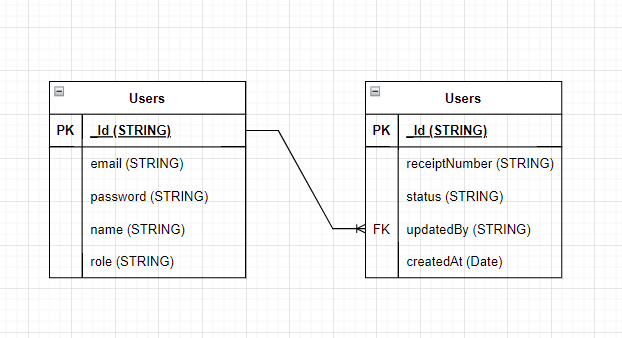 Users
PK _Id (STRING)
email (STRING)
password (STRING)
name (STRING)
role (STRING)
Users
PK _Id (STRING)
receiptNumber (STRING)
status (STRING)
FK updatedBy (STRING)
createdAt (Date)